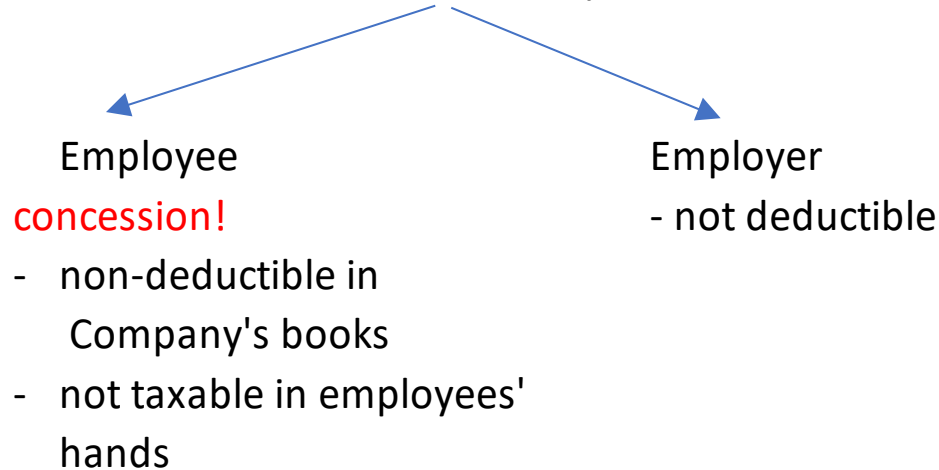 Employee
concession!
- non-deductible in
Company's books
- not taxable in employees'
hands
Employer
- not deductible